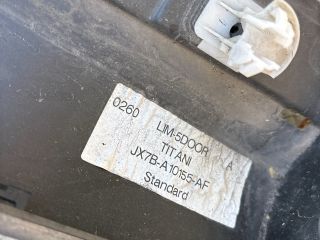 0260
LIM-5DOOR A
TITANI
JX7B-A10155-AF
Standard